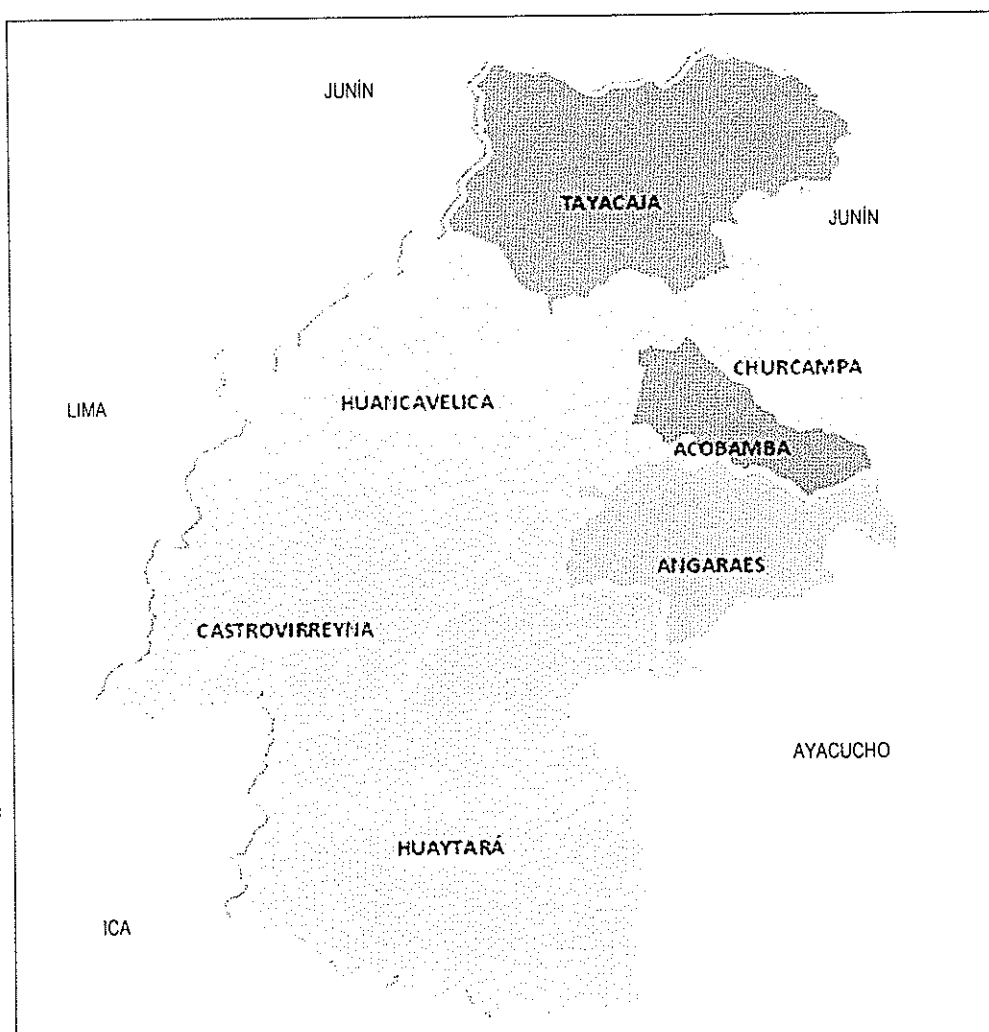 JUNÍN
TAYACAJA
JUNÍN
CHURCAMPA
HUANCAVELICA
LIMA
ACOBAMBA
ANGARAES
CASTROVIRREYNA
AYACUCHO
HUAYTARÁ
ICA